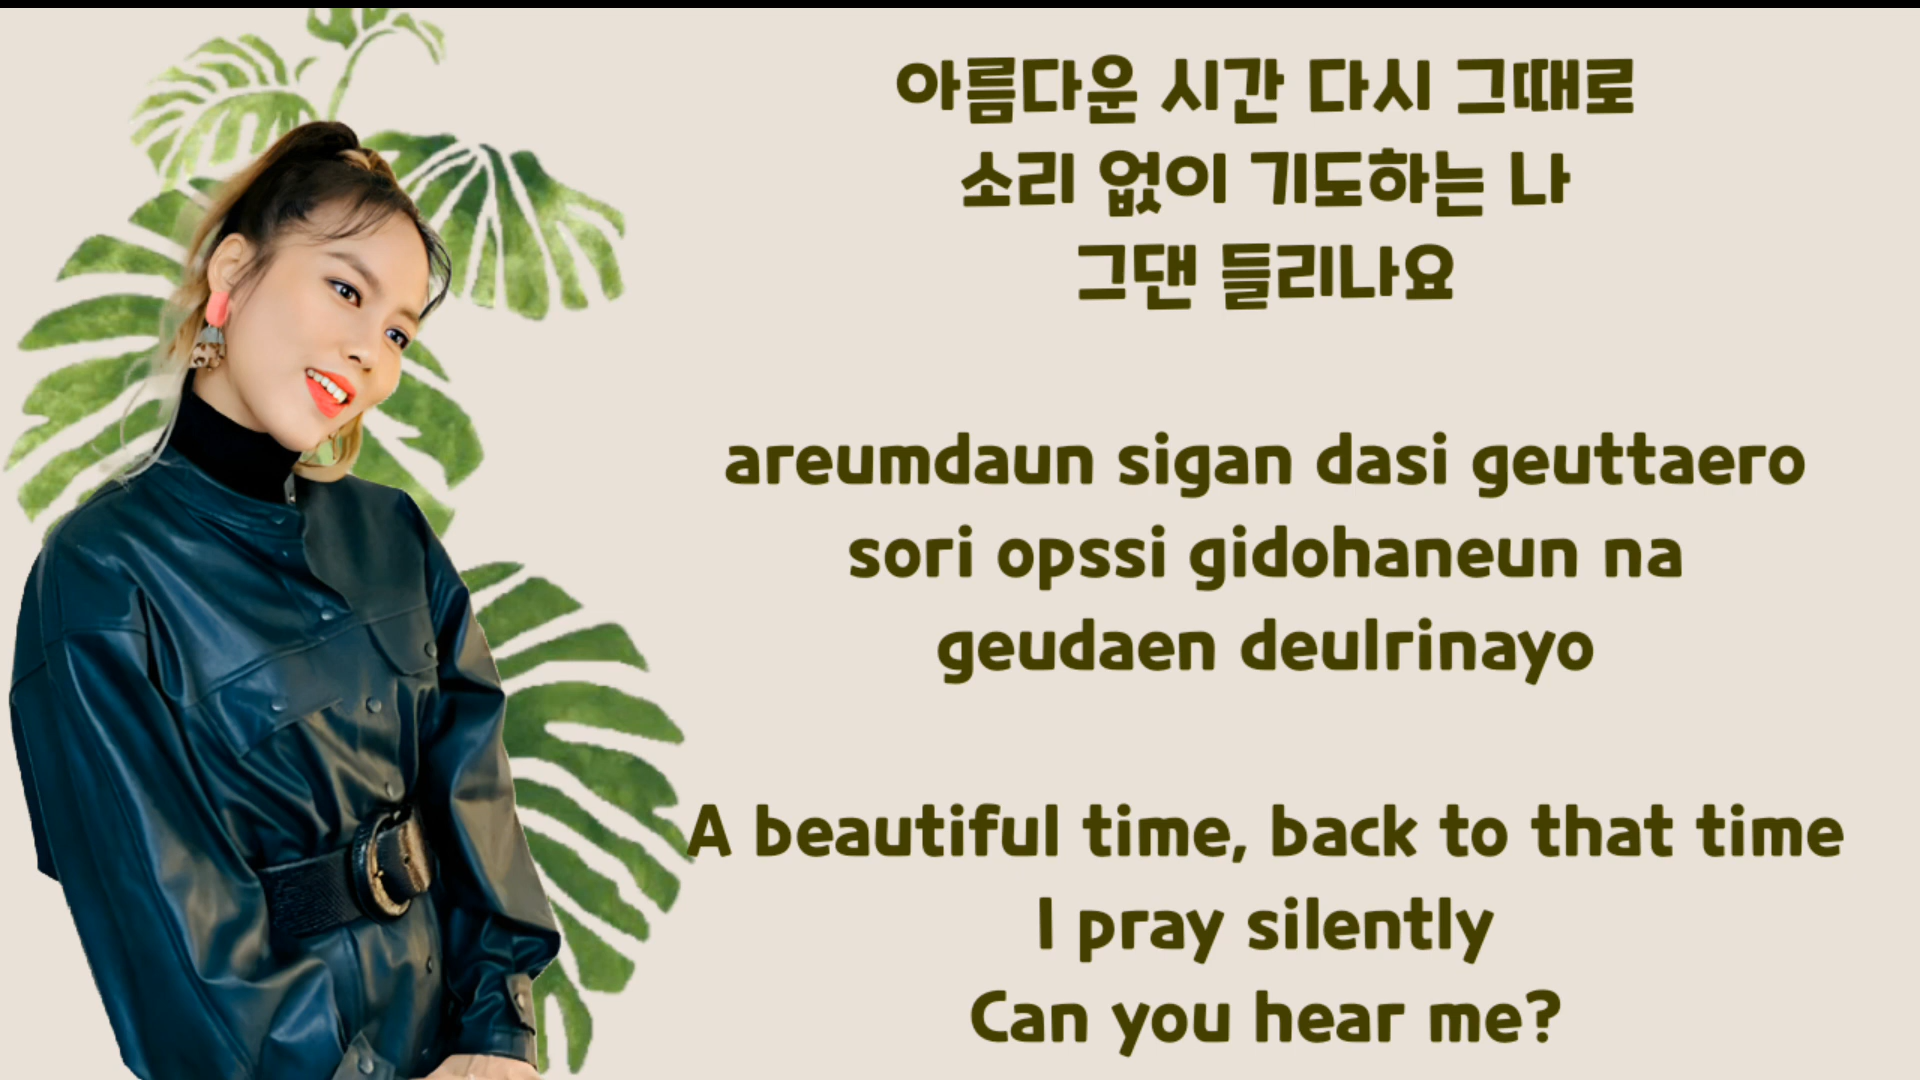 아름다운 시간 다시 그때로
소리 없이 기도하는 나
그댄 들리나요
areumdaun sigan dasi geuttaero
sori opssi gidohaneun na
geudaen deulrinayo
A beautiful time, back to that time
I pray silently
Can you hear me?